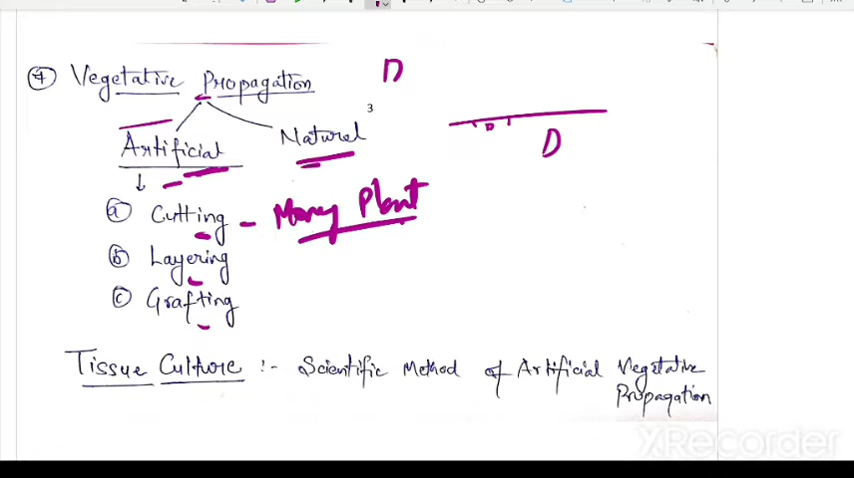 ④ Vegetative Propagation D
3
Artificial Natural
D D
ⓐ Cutting - Money Plant
ⓑ Layering
ⓒ Grafting
Tissue Culture :- Scientific Method of Artificial Vegetative
Propagation
XRecorder